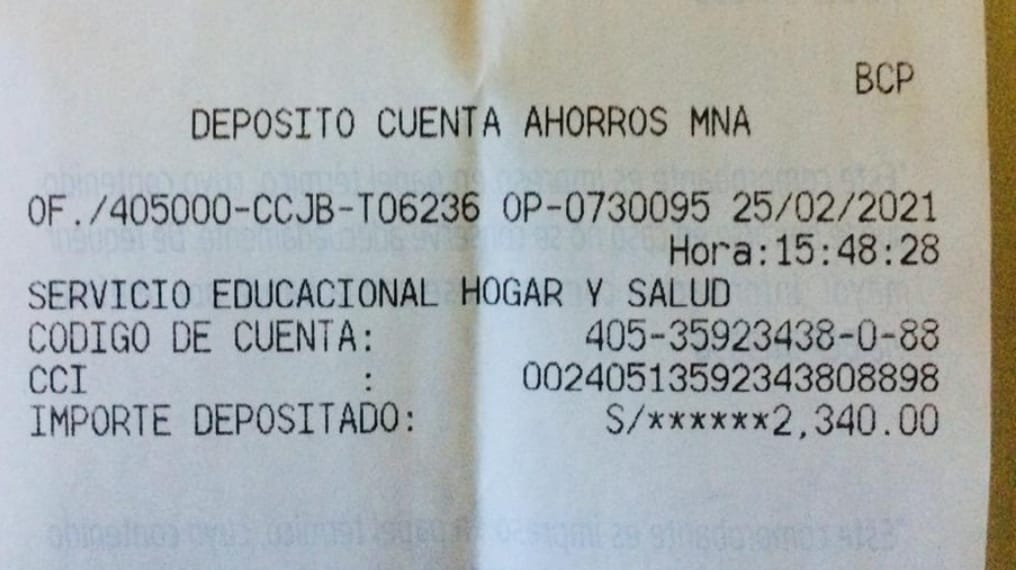 BCP
DEPOSITO CUENTA AHORROS MNA
OF./405000-CCJB-T06236 OP-0730095 25/02/2021
Hora:15:48:28
SERVICIO EDUCACIONAL HOGAR Y SALUD
CODIGO DE CUENTA: 405-35923438-0-88
CCI : 00240513592343808898
IMPORTE DEPOSITADO: S/******2,340.00